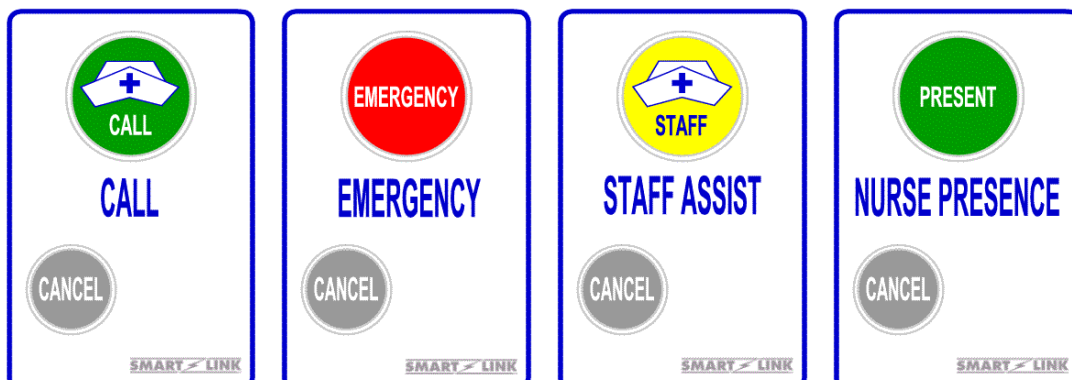 CALL
CALL
CANCEL
SMART LINK
EMERGENCY
EMERGENCY
CANCEL
SMART LINK
STAFF
STAFF ASSIST
CANCEL
SMART LINK
PRESENT
NURSE PRESENCE
CANCEL
SMART LINK